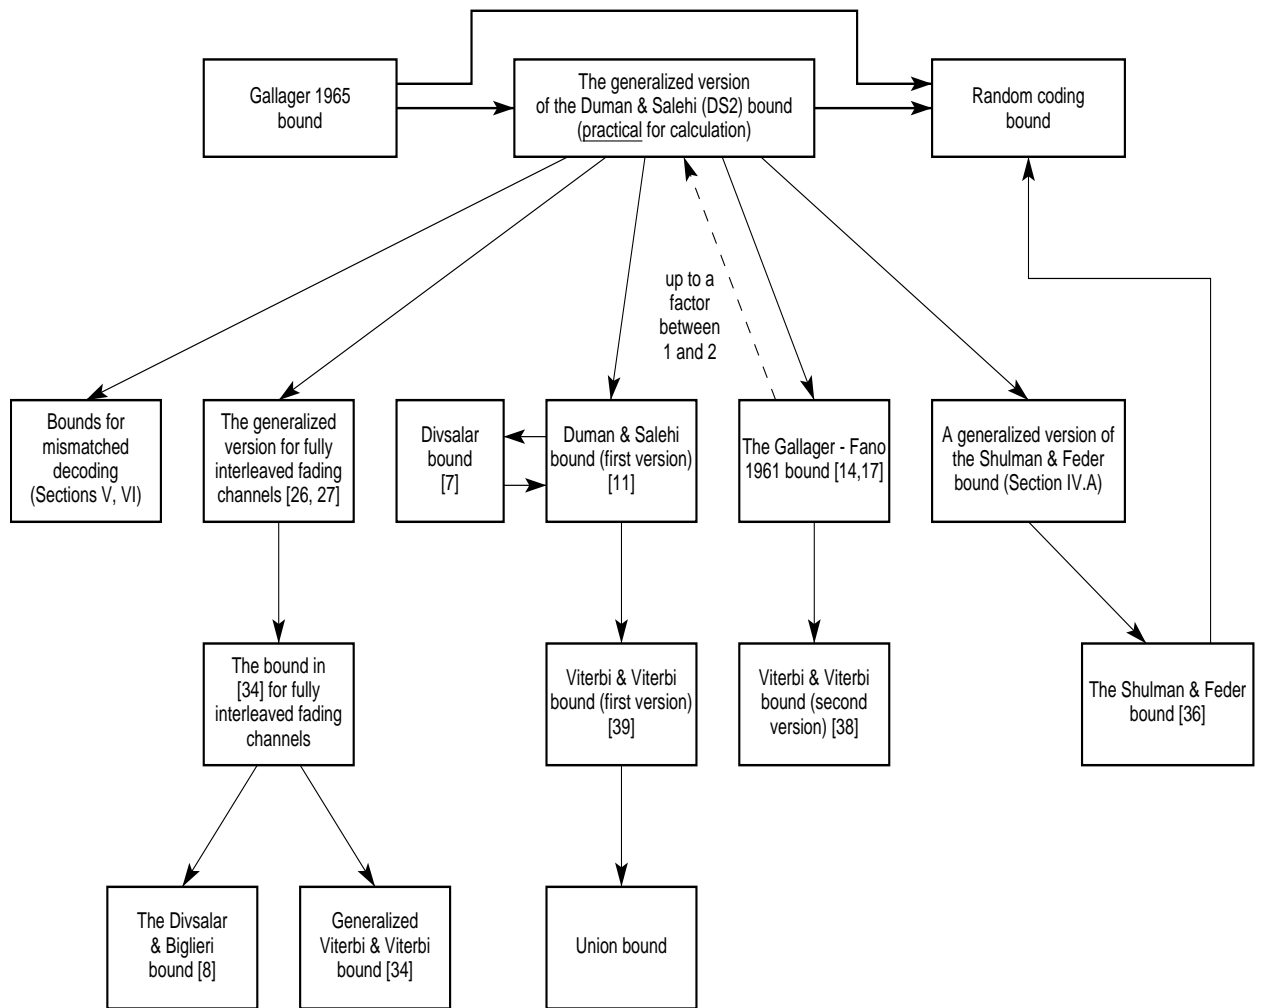 Gallager 1965
bound
The generalized version
of the Duman & Salehi (DS2) bound
(practical for calculation)
Random coding
bound
up to a
factor
between
1 and 2
Bounds for
mismatched
decoding
(Sections V, VI)
The generalized
version for fully
interleaved fading
channels [26, 27]
Divsalar
bound
[7]
Duman & Salehi
bound (first version)
[11]
The Gallager - Fano
1961 bound [14,17]
A generalized version of
the Shulman & Feder
bound (Section IV.A)
The bound in
[34] for fully
interleaved fading
channels
Viterbi & Viterbi
bound (first version)
[39]
Viterbi & Viterbi
bound (second
version) [38]
The Shulman & Feder
bound [36]
The Divsalar
& Biglieri
bound [8]
Generalized
Viterbi & Viterbi
bound [34]
Union bound